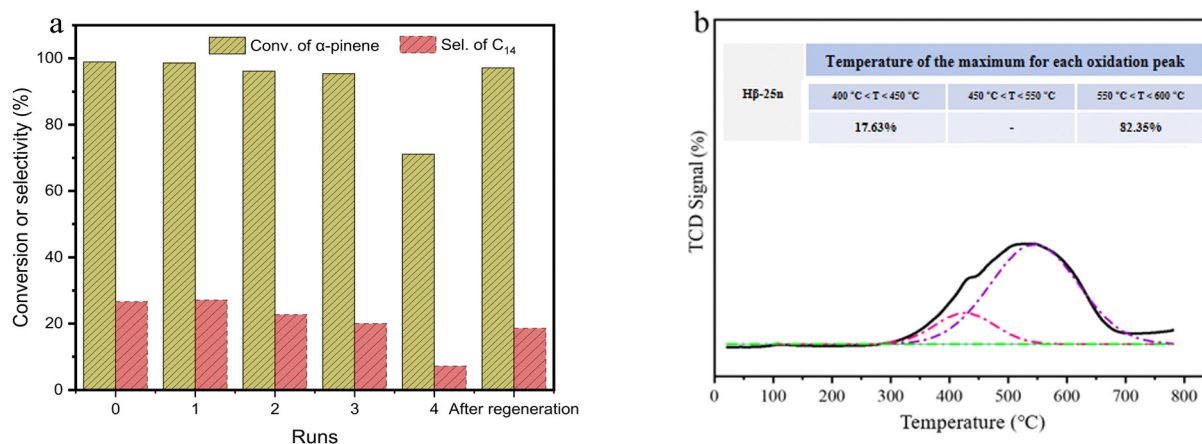 a
Conv. of α-pinene
Sel. of C14
100
80
60
40
20
0
Conversion or selectivity (%)
0 1 2 3 4 After regeneration
Runs
b
Hβ-25n
Temperature of the maximum for each oxidation peak
400 °C < T < 450 °C 450 °C < T < 550 °C 550 °C < T < 600 °C
17.63% - 82.35%
TCD Signal (%)
0 100 200 300 400 500 600 700 800
Temperature (°C)